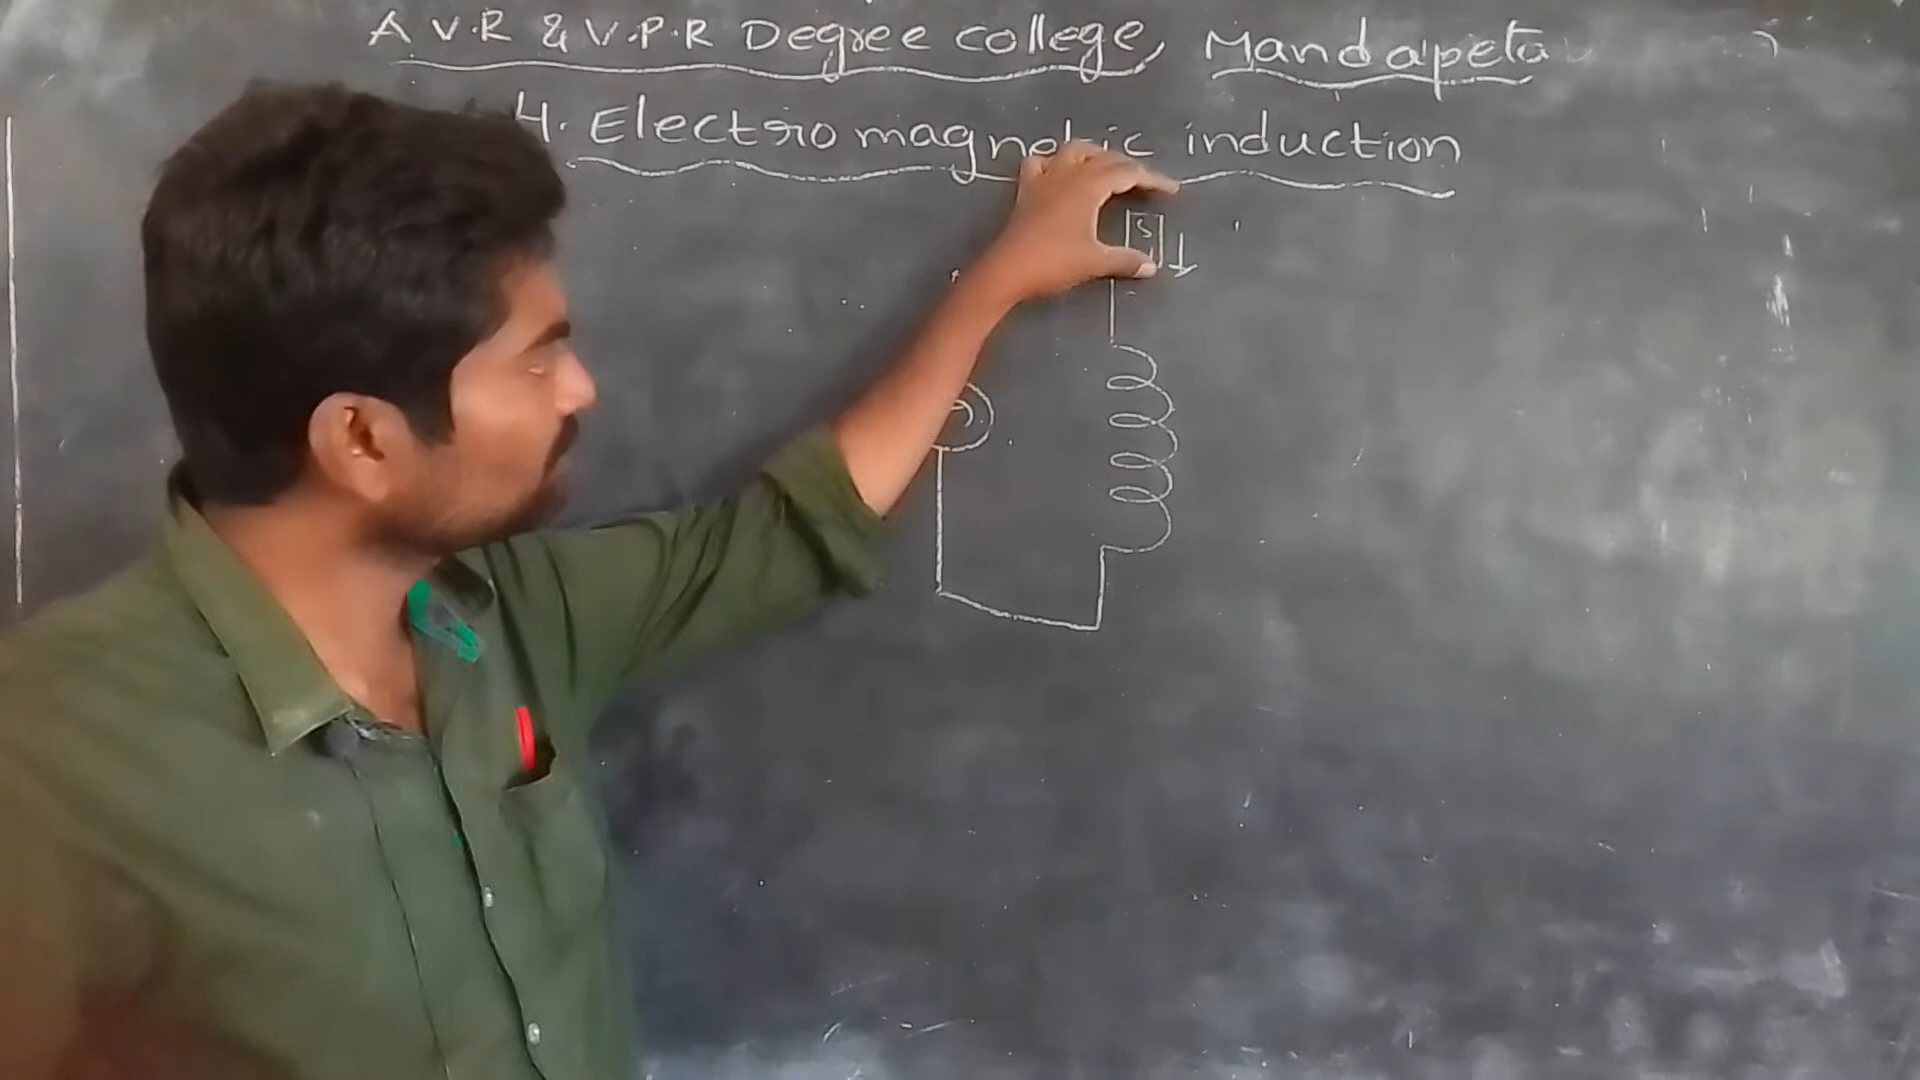 A V.R & V.P.R Degree college, Mandapeta
4. Electromagnetic induction
S